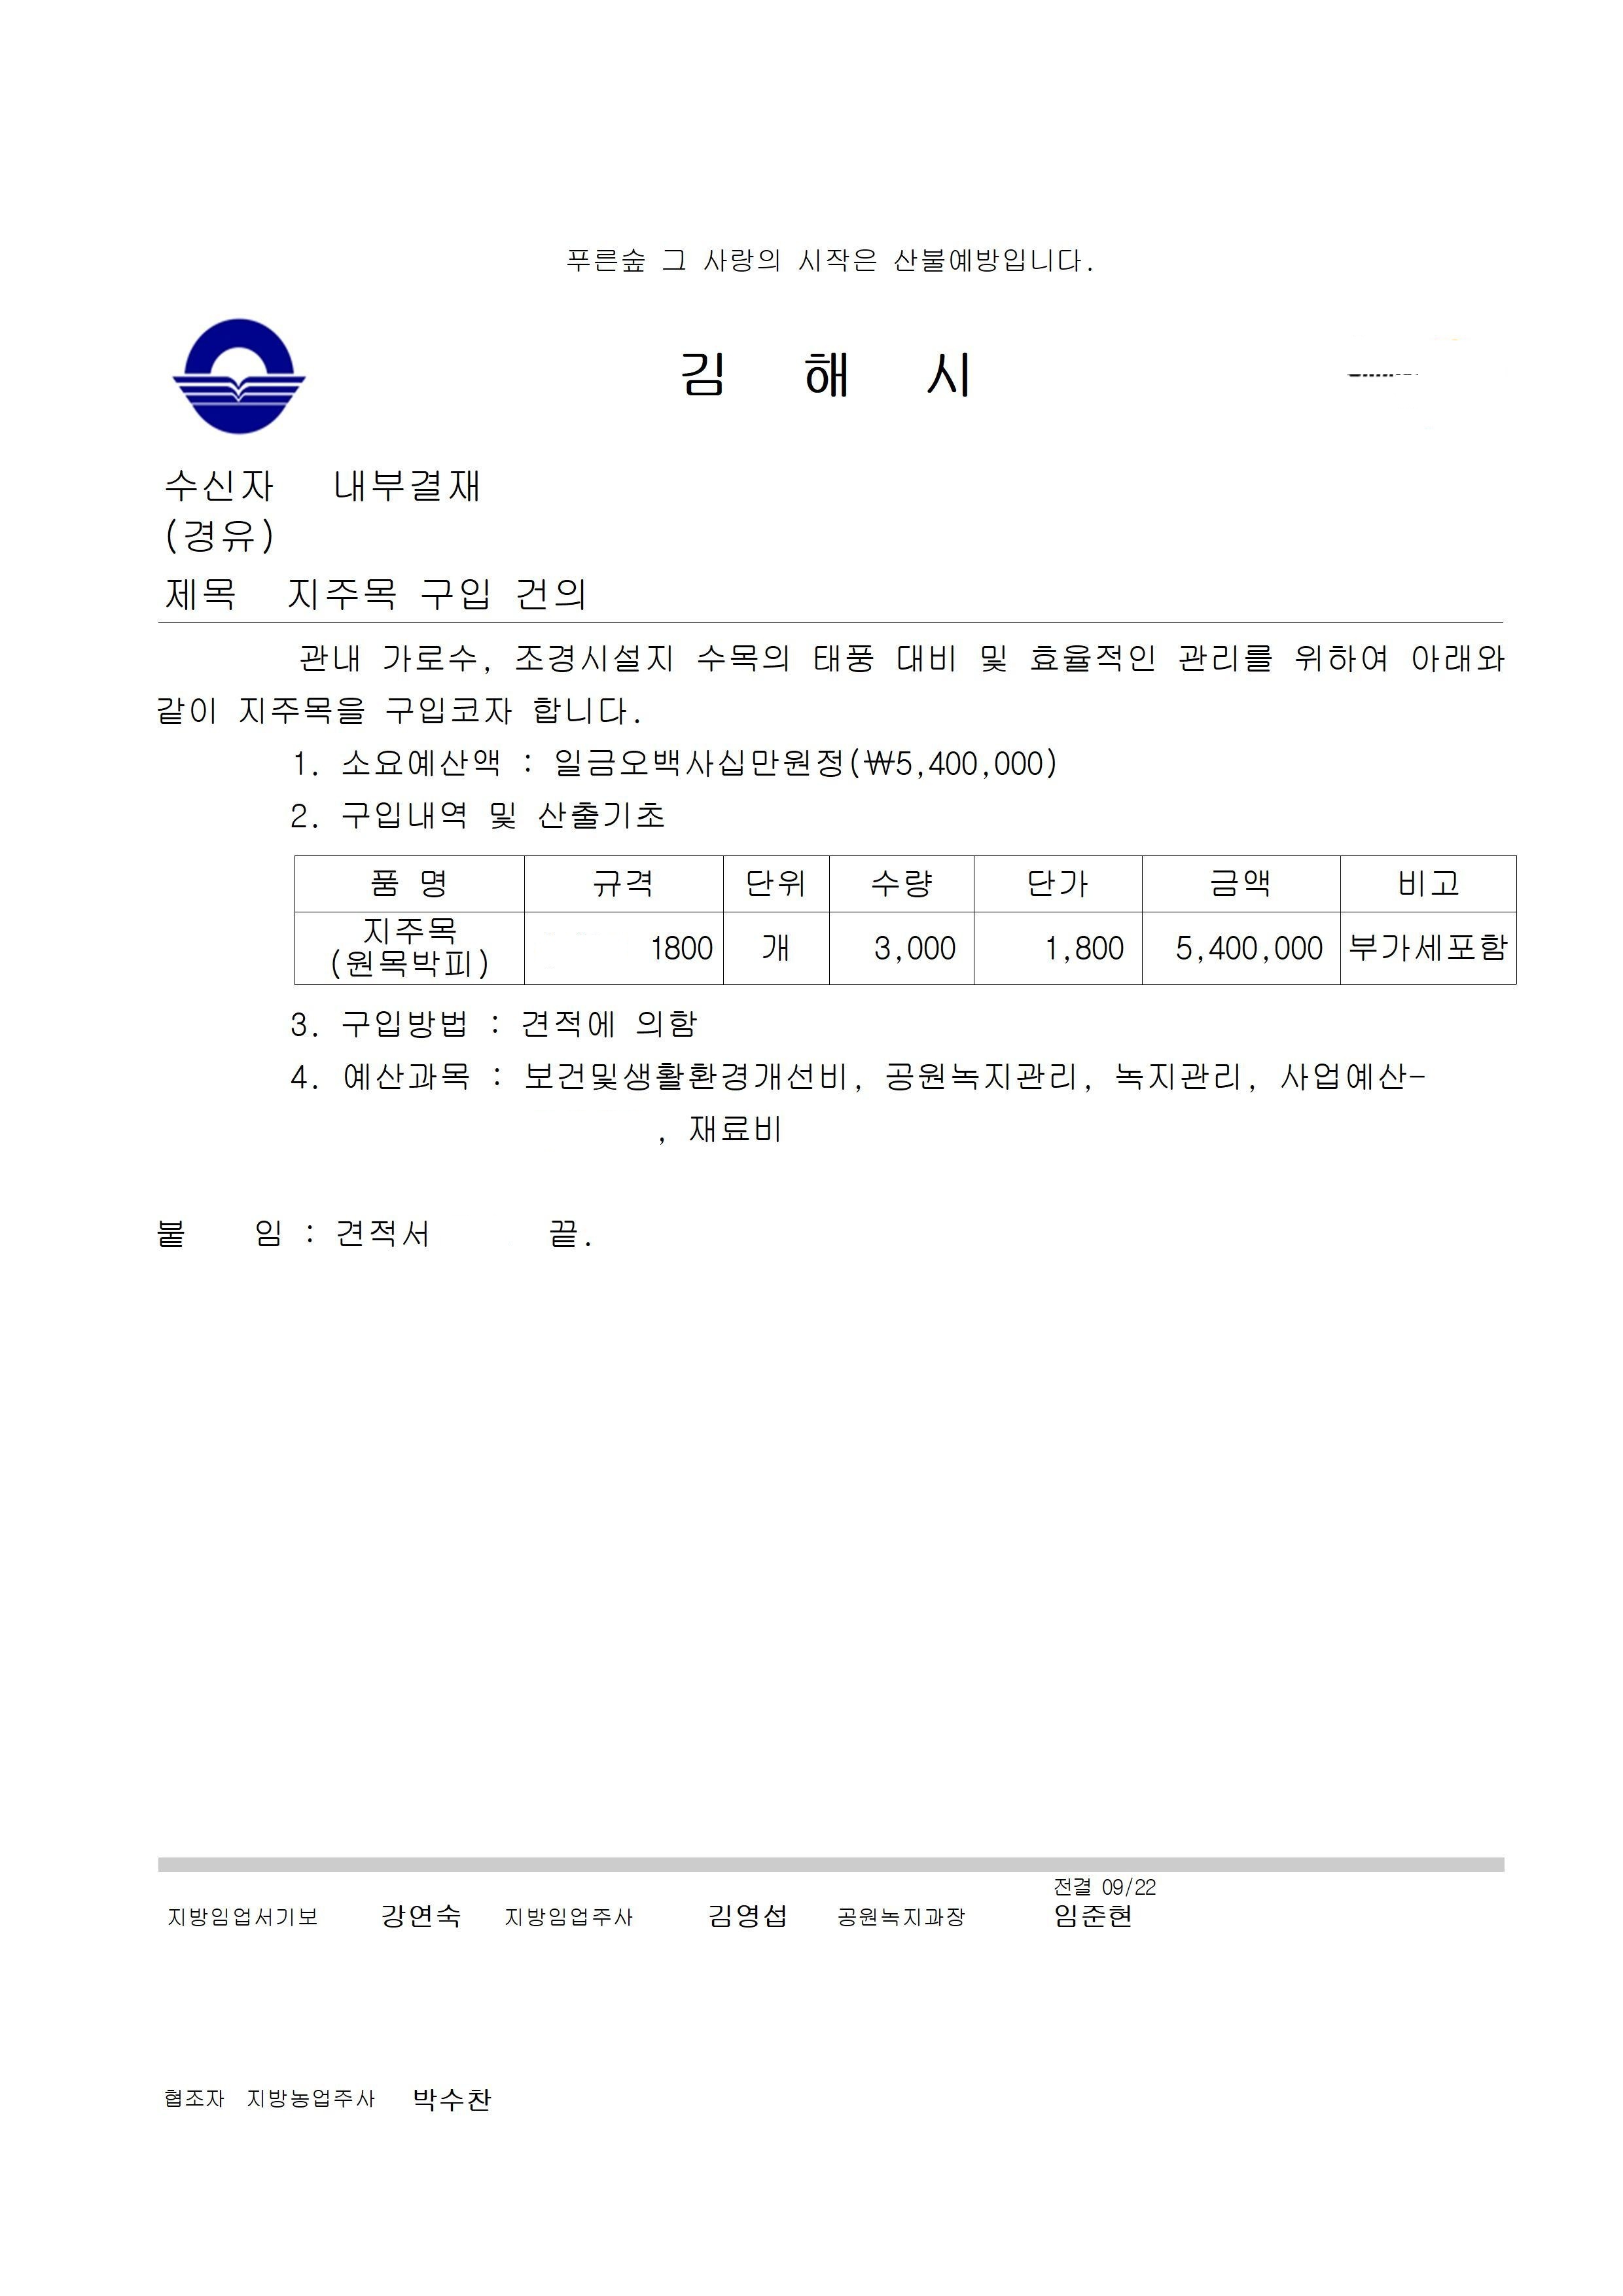 푸른숲 그 사랑의 시작은 산불예방입니다.
김 해 시
수신자 내부결재
(경유)
제목 지주목 구입 건의
관내 가로수, 조경시설지 수목의 태풍 대비 및 효율적인 관리를 위하여 아래와
같이 지주목을 구입코자 합니다.
1. 소요예산액 : 일금오백사십만원정(₩5,400,000)
2. 구입내역 및 산출기초
품 명 규격 단위 수량 단가 금액 비고
지주목
(원목박피) 1800 개 3,000 1,800 5,400,000 부가세포함
3. 구입방법 : 견적에 의함
4. 예산과목 : 보건및생활환경개선비, 공원녹지관리, 녹지관리, 사업예산-
, 재료비
붙 임 : 견적서 끝.
전결 09/22
지방임업서기보 강연숙 지방임업주사 김영섭 공원녹지과장 임준현
협조자 지방농업주사 박수찬